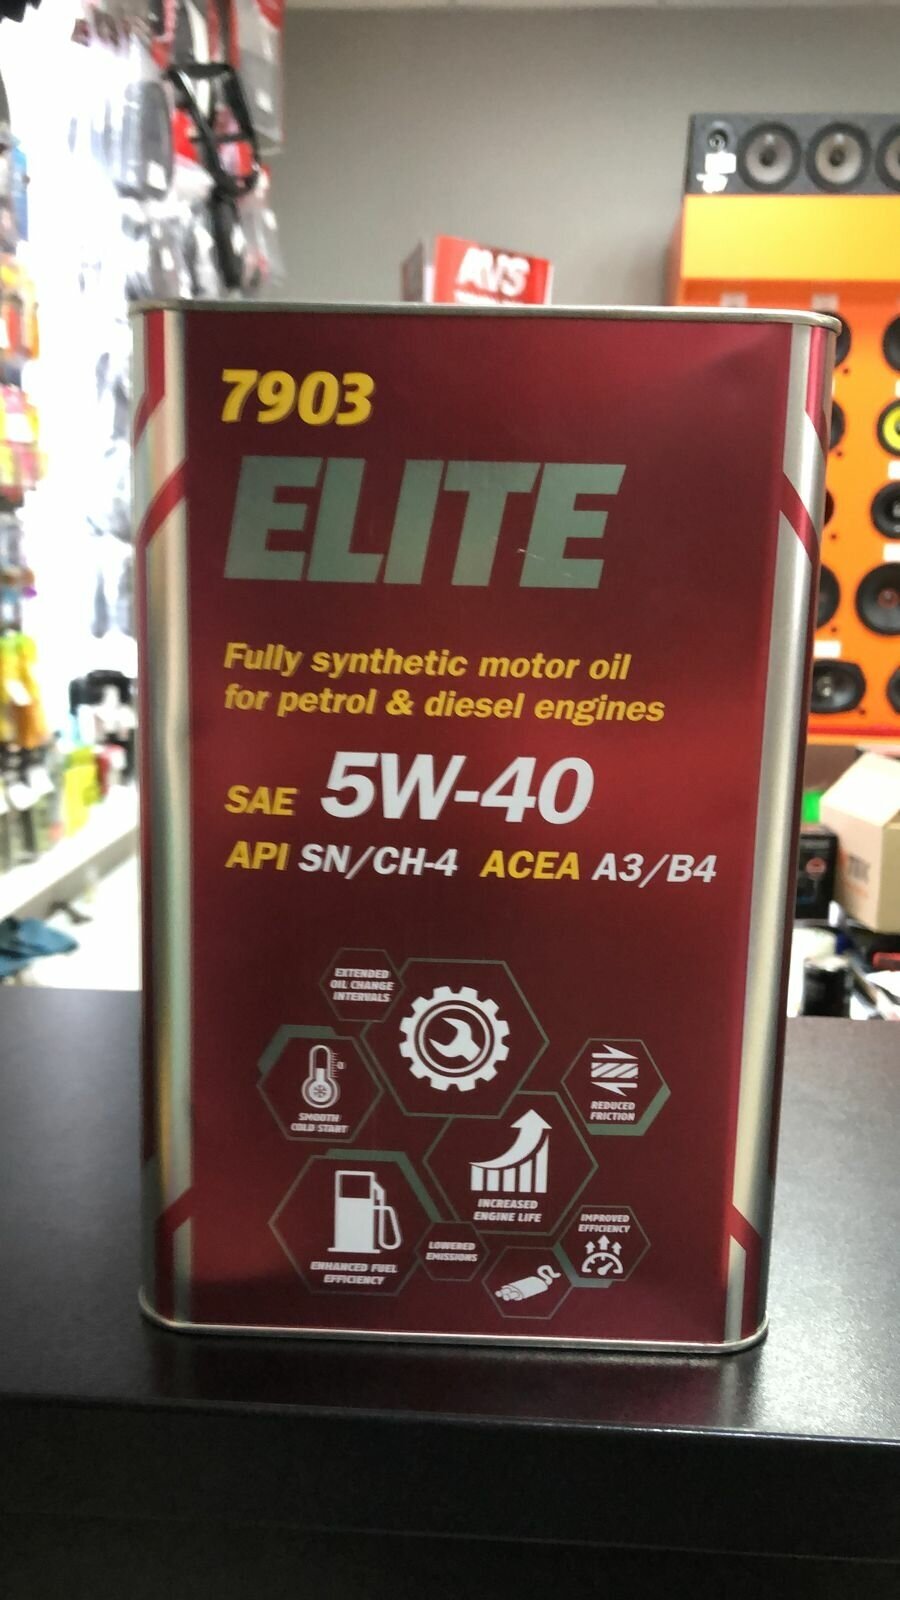 AVS
7903
ELITE
Fully synthetic motor oil
for petrol & diesel engines
SAE 5W-40
API SN/CH-4 ACEA A3/B4
EXTENDED
OIL CHANGE
INTERVALS
SMOOTH
COLD START
REDUCED
FRICTION
INCREASED
ENGINE LIFE
ENHANCED FUEL
EFFICIENCY
LOWERED
EMISSIONS
IMPROVED
EFFICIENCY